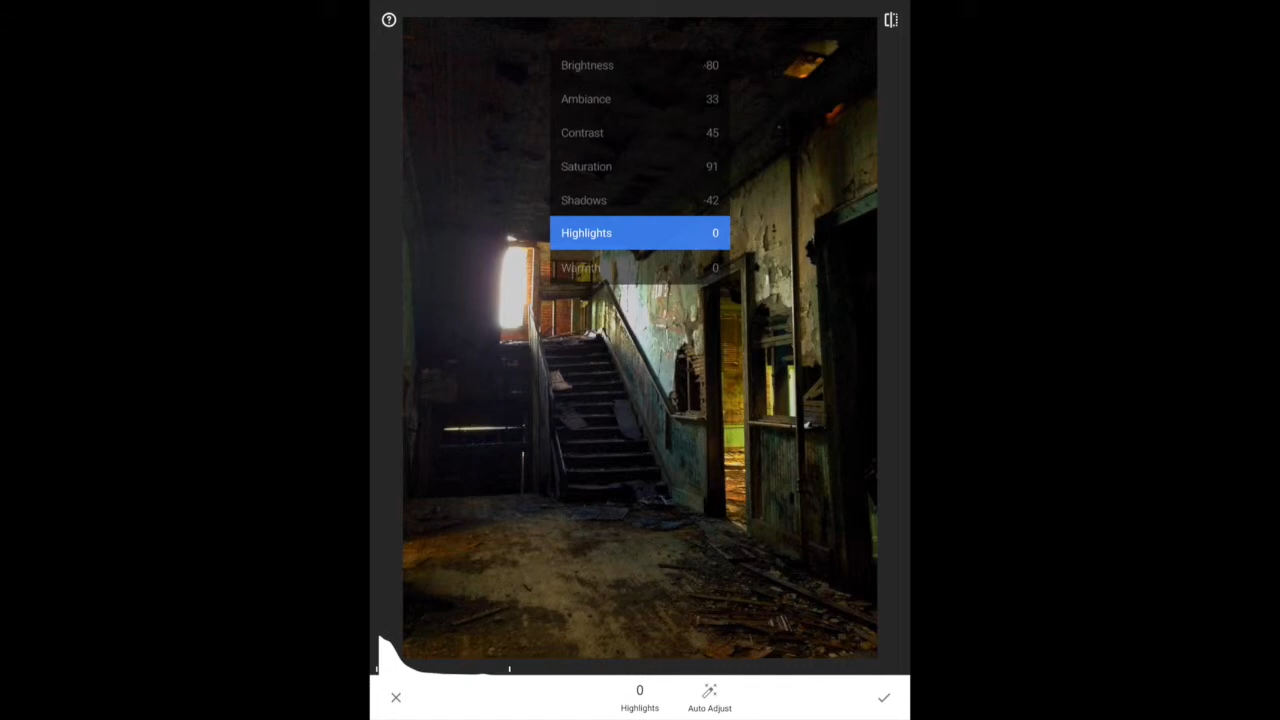 Brightness -80
Ambiance 33
Contrast 45
Saturation 91
Shadows -42
Highlights 0
Warmth 0
0
Highlights
Auto Adjust